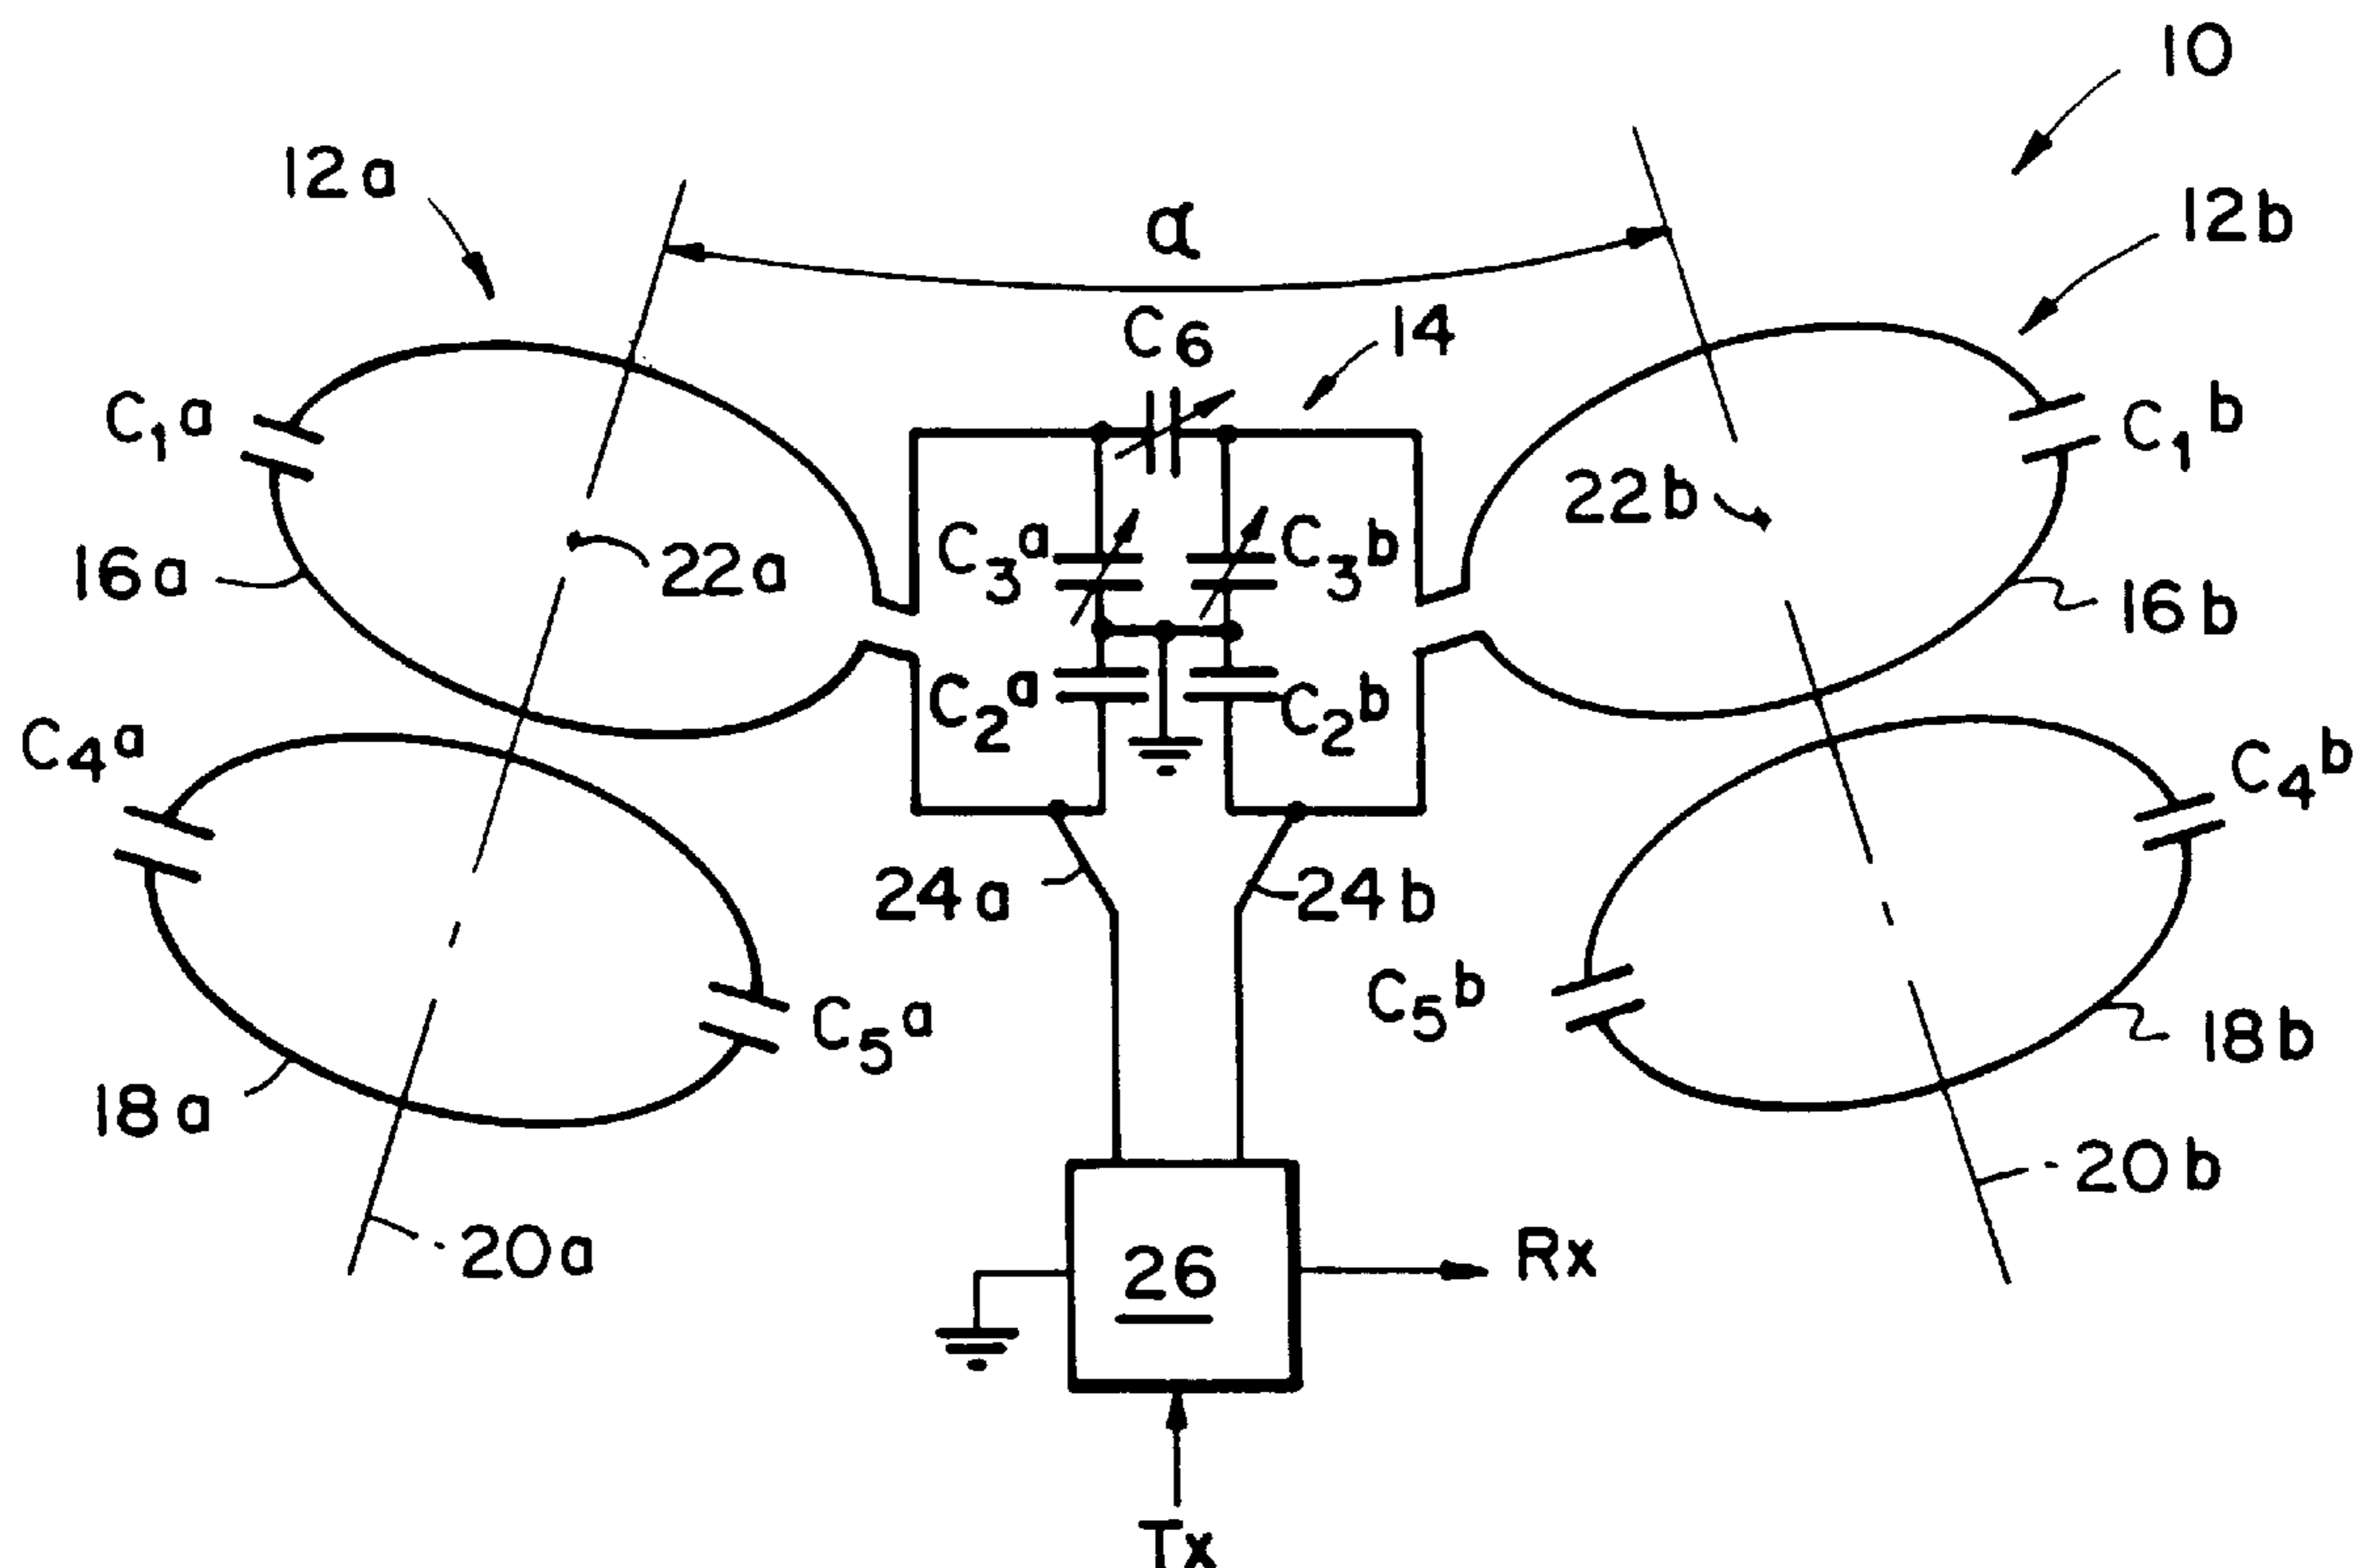 10
12a
12b
α
C6
14
C1a
C1b
22b
C3a
C3b
16a
22a
16b
C2a
C2b
C4a
C4b
24a
24b
C5b
C5a
18b
18a
20b
20a
26
Rx
Tx